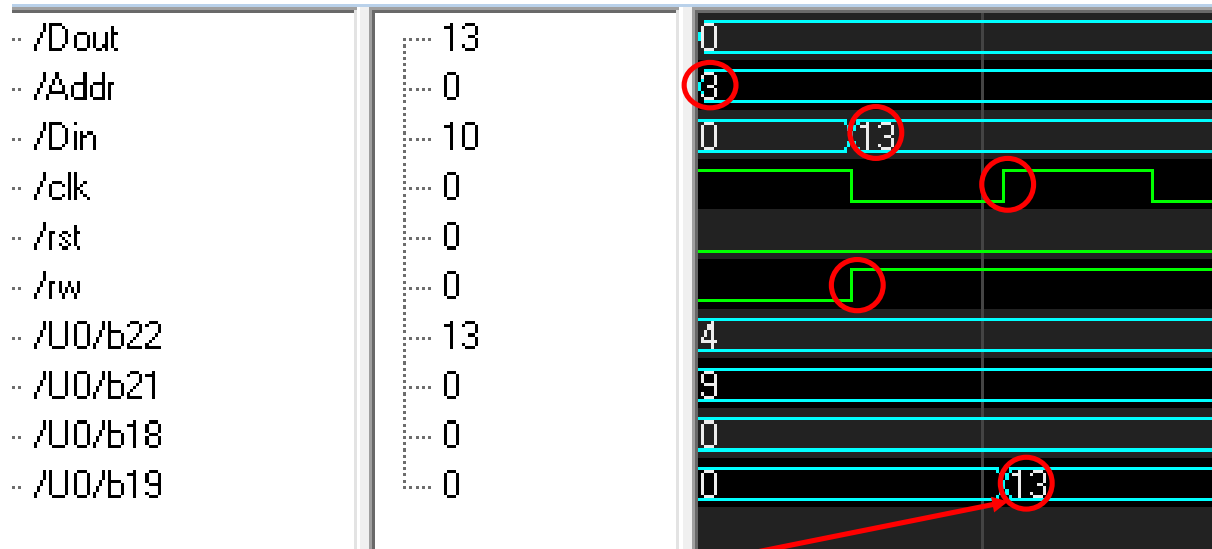 /Dout 13 0
/Addr 0 3
/Din 10 0 13
/clk 0
/rst 0
/rw 0
/U0/b22 13 4
/U0/b21 0 9
/U0/b18 0 0
/U0/b19 0 0 13